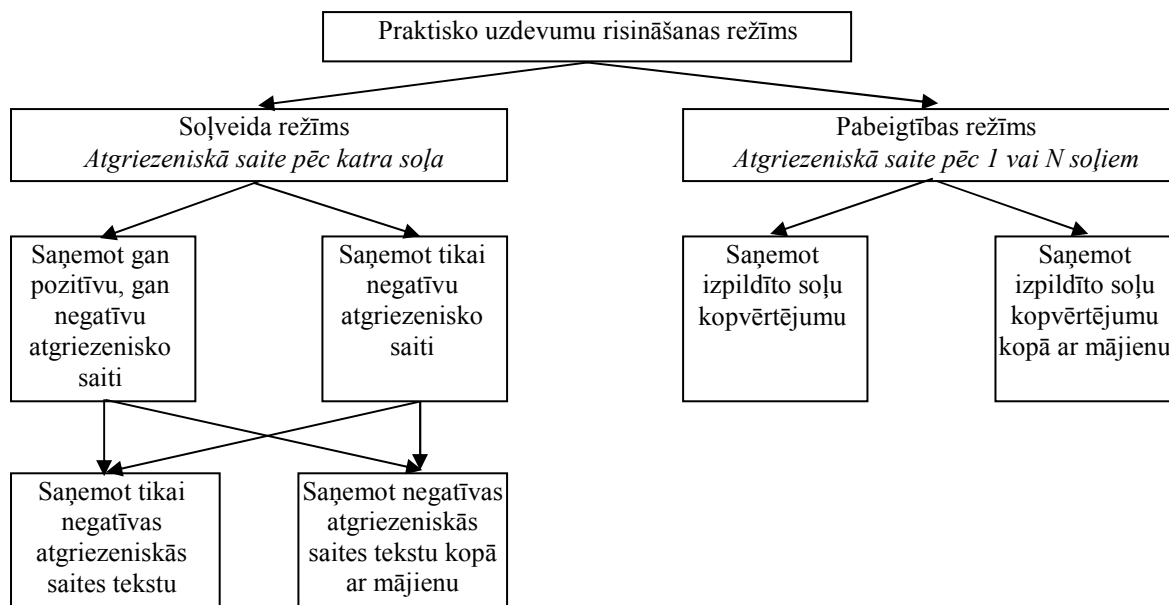 Praktisko uzdevumu risināšanas režīms
Soļveida režīms
Atgriezeniskā saite pēc katra soļa
Pabeigtības režīms
Atgriezeniskā saite pēc 1 vai N soļiem
Saņemot gan
pozitīvu, gan
negatīvu
atgriezenisko
saiti
Saņemot tikai
negatīvu
atgriezenisko
saiti
Saņemot
izpildīto soļu
kopvērtējumu
Saņemot
izpildīto soļu
kopvērtējumu
kopā ar mājienu
Saņemot tikai
negatīvas
atgriezeniskās
saites tekstu
Saņemot negatīvas
atgriezeniskās
saites tekstu kopā
ar mājienu